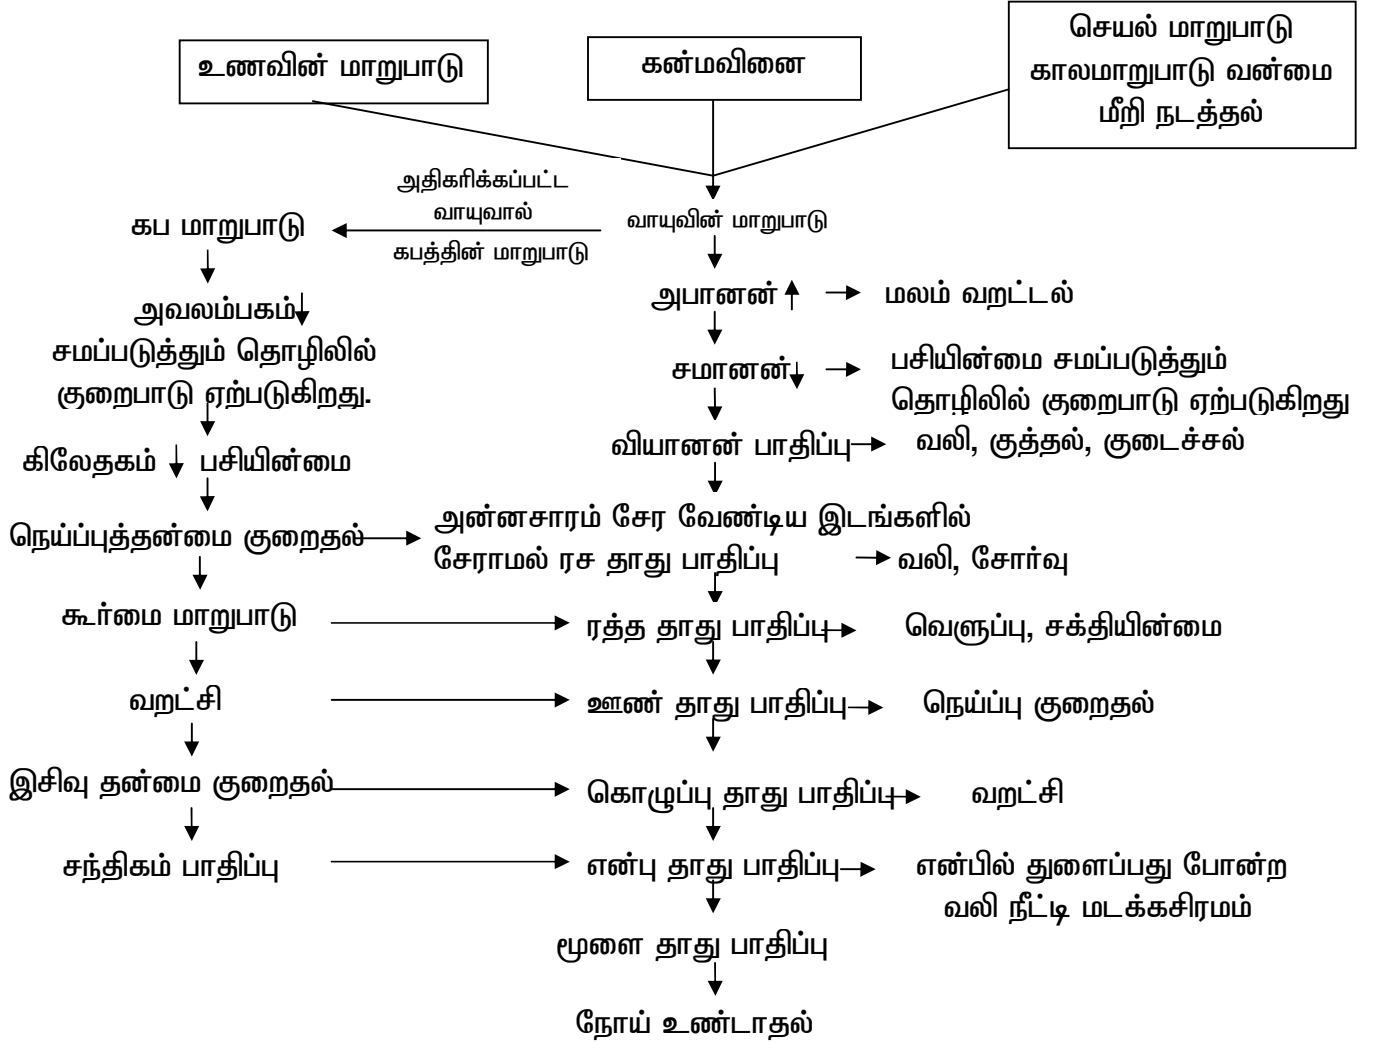 உணவின் மாறுபாடு
கன்மவினை
செயல் மாறுபாடு
காலமாறுபாடு வன்மை
மீறி நடத்தல்
அதிகரிக்கப்பட்ட
வாயுவால்
கபத்தின் மாறுபாடு
கப மாறுபாடு
வாயுவின் மாறுபாடு
அபானன்
மலம் வறட்டல்
அவலம்பகம்
சமப்படுத்தும் தொழிலில்
குறைபாடு ஏற்படுகிறது.
சமானன்
பசியின்மை சமப்படுத்தும்
தொழிலில் குறைபாடு ஏற்படுகிறது
வியானன் பாதிப்பு
வலி, குத்தல், குடைச்சல்
கிலேதகம்
பசியின்மை
நெய்ப்புத்தன்மை குறைதல்
அன்னசாரம் சேர வேண்டிய இடங்களில்
சேராமல் ரச தாது பாதிப்பு
வலி, சோர்வு
கூர்மை மாறுபாடு
ரத்த தாது பாதிப்பு
வெளுப்பு, சக்தியின்மை
வறட்சி
ஊண் தாது பாதிப்பு
நெய்ப்பு குறைதல்
இசிவு தன்மை குறைதல்
கொழுப்பு தாது பாதிப்பு
வறட்சி
சந்திகம் பாதிப்பு
என்பு தாது பாதிப்பு
என்பில் துளைப்பது போன்ற
வலி நீட்டி மடக்கசிரமம்
மூளை தாது பாதிப்பு
நோய் உண்டாதல்